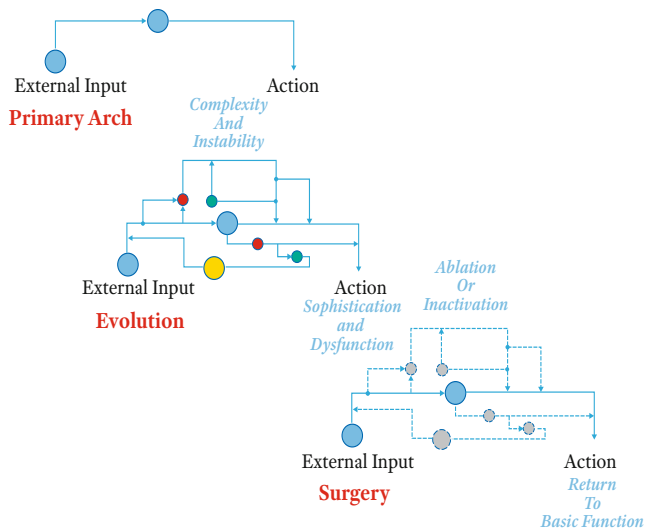 External Input
Action
Primary Arch
Complexity
And
Instability
External Input
Action
Evolution
Sophistication
and
Dysfunction
Ablation
Or
Inactivation
External Input
Action
Surgery
Return
To
Basic Function